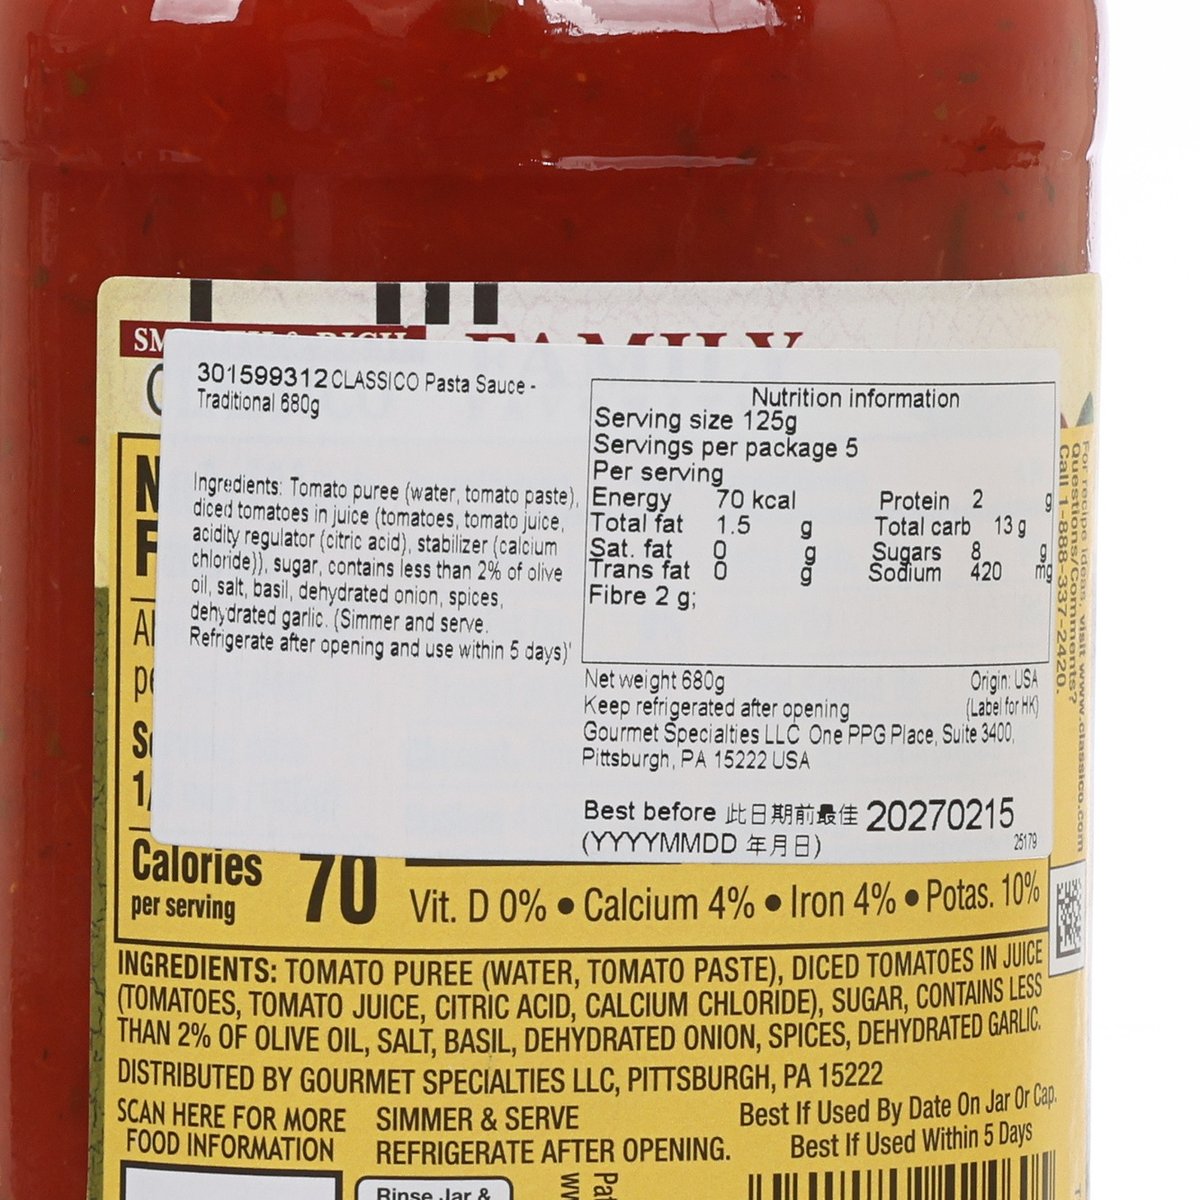 FAMILY
301599312 CLASSICO Pasta Sauce -
Traditional 680g
Ingredients: Tomato puree (water, tomato paste),
diced tomatoes in juice (tomatoes, tomato juice,
acidity regulator (citric acid), stabilizer (calcium
chloride)), sugar, contains less than 2% of olive
oil, salt, basil, dehydrated onion, spices,
dehydrated garlic. (Simmer and serve.
Refrigerate after opening and use within 5 days)'
Nutrition information
Serving size 125g
Servings per package 5
Per serving
Energy 70 kcal Protein 2 g
Total fat 1.5 g Total carb 13 g
Sat. fat 0 g Sugars 8 g
Trans fat 0 g Sodium 420 mg
Fibre 2 g;
Net weight 680g Origin: USA
Keep refrigerated after opening (Label for HK)
Gourmet Specialties LLC One PPG Place, Suite 3400,
Pittsburgh, PA 15222 USA
Best before 此日期前最佳 20270215
(YYYYMMDD 年月日) 25179
For recipe ideas, visit www.classico.com
Questions/comments?
Call 1-888-337-2420.
Calories 70
per serving
Vit. D 0% • Calcium 4% • Iron 4% • Potas. 10%
INGREDIENTS: TOMATO PUREE (WATER, TOMATO PASTE), DICED TOMATOES IN JUICE
(TOMATOES, TOMATO JUICE, CITRIC ACID, CALCIUM CHLORIDE), SUGAR, CONTAINS LESS
THAN 2% OF OLIVE OIL, SALT, BASIL, DEHYDRATED ONION, SPICES, DEHYDRATED GARLIC.
DISTRIBUTED BY GOURMET SPECIALTIES LLC, PITTSBURGH, PA 15222
SCAN HERE FOR MORE
FOOD INFORMATION
SIMMER & SERVE
REFRIGERATE AFTER OPENING.
Best If Used By Date On Jar Or Cap.
Best If Used Within 5 Days
Rinse Jar &